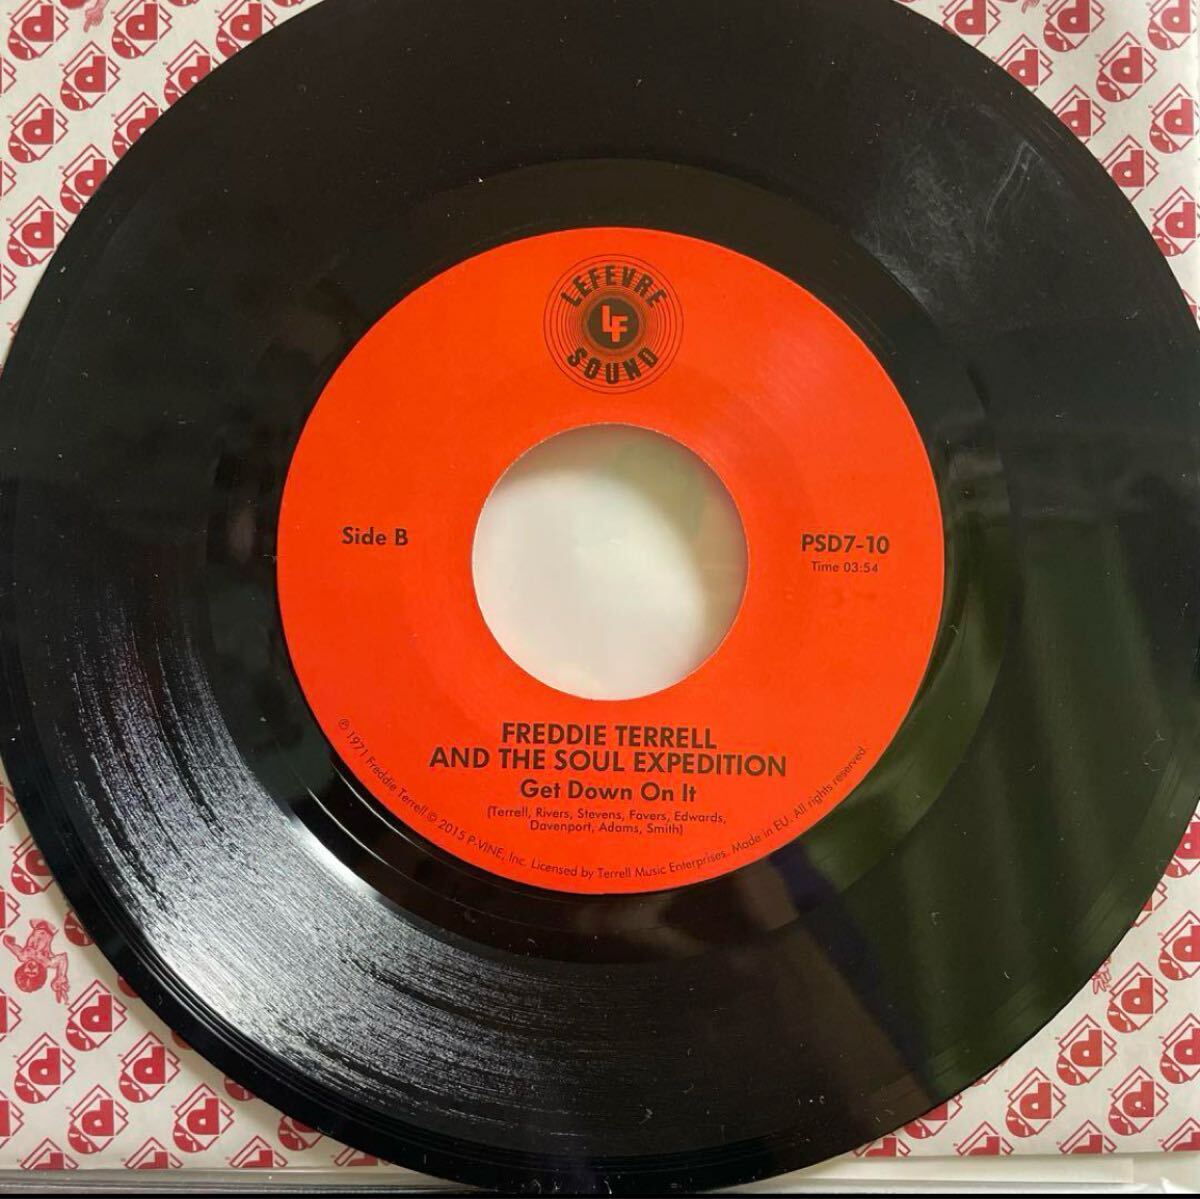 LEFEVRE
LF
SOUND
Side B
PSD7-10
Time 03:54
FREDDIE TERRELL
AND THE SOUL EXPEDITION
Get Down On It
(Terrell, Rivers, Stevens, Favers, Edwards,
Davenport, Adams, Smith)
℗ 1971 Freddie Terrell © 2015 P-VINE, Inc. Licensed by Terrell Music Enterprises. Made in EU. All rights reserved.